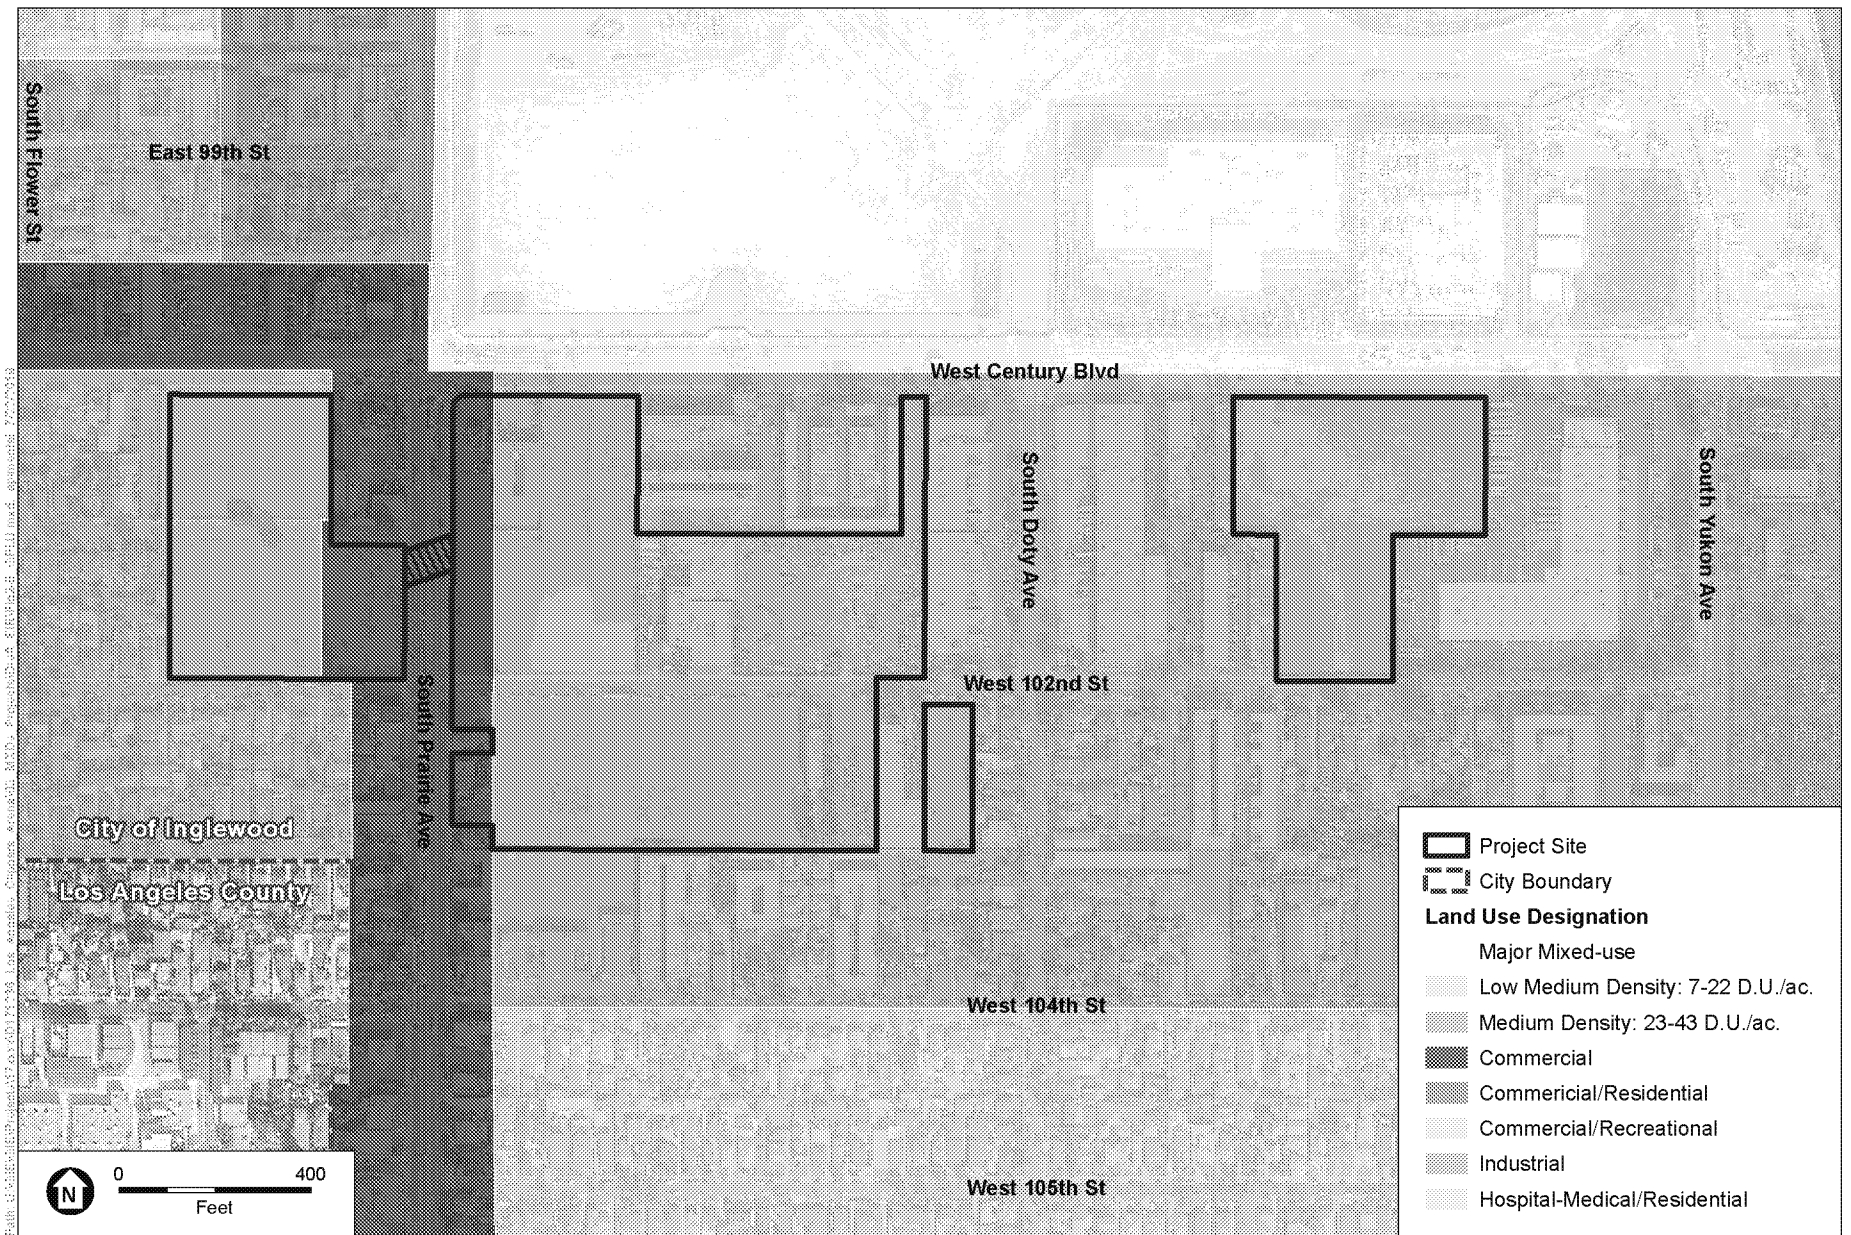 South Flower St
East 99th St
West Century Blvd
South Doty Ave
South Yukon Ave
West 102nd St
South Prairie Ave
City of Inglewood
Los Angeles County
West 104th St
West 105th St
N
0 400
Feet
Project Site
City Boundary
Land Use Designation
Major Mixed-use
Low Medium Density: 7-22 D.U./ac.
Medium Density: 23-43 D.U./ac.
Commercial
Commericial/Residential
Commercial/Recreational
Industrial
Hospital-Medical/Residential